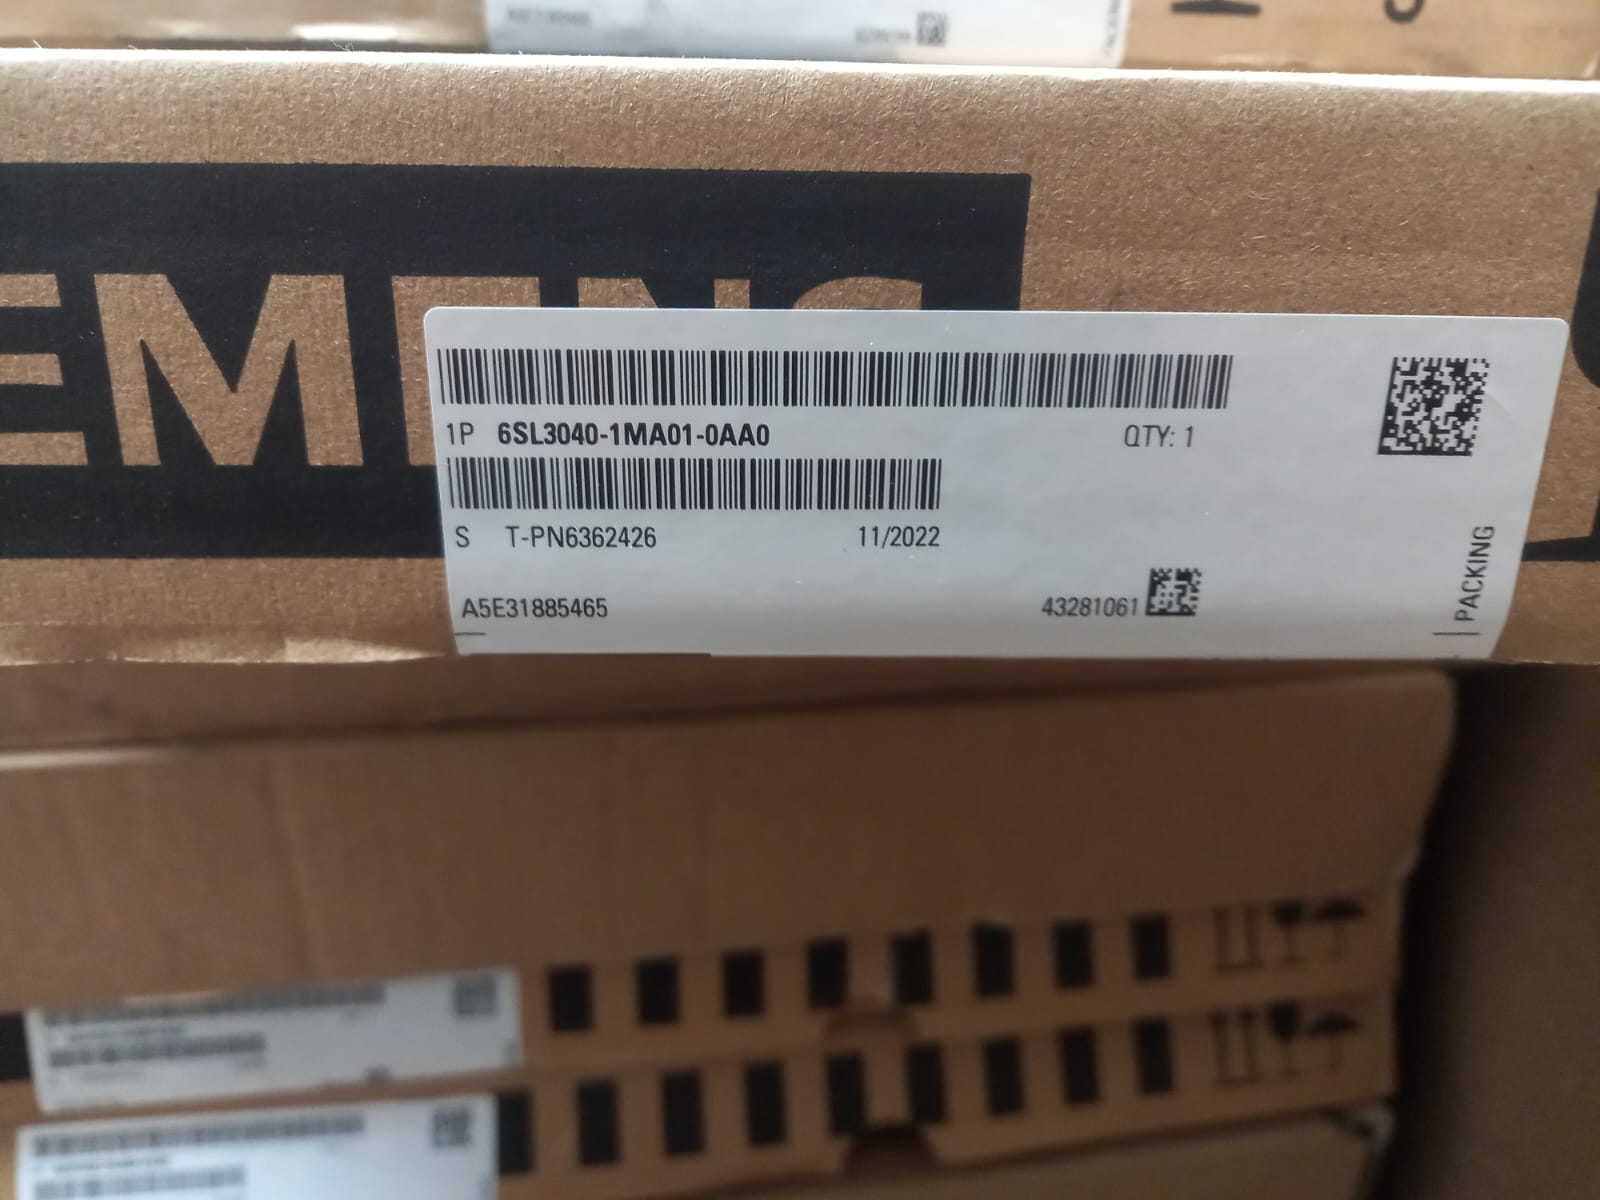 EMENS
1P 6SL3040-1MA01-0AA0 QTY: 1
S T-PN6362426 11/2022
A5E31885465 43281061
PACKING